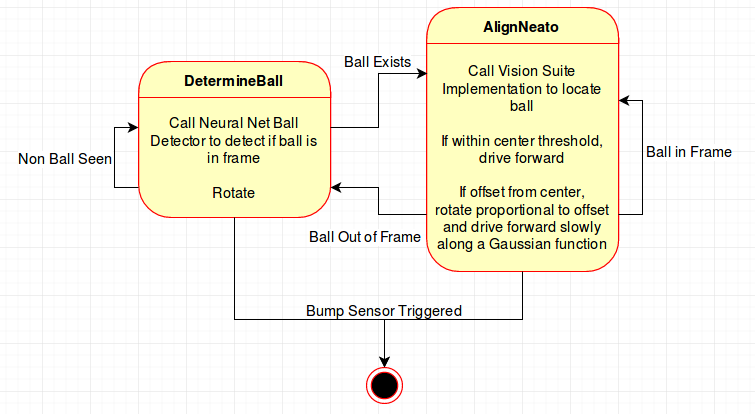 DetermineBall
Call Neural Net Ball
Detector to detect if ball is
in frame
Rotate
Non Ball Seen
Ball Exists
AlignNeato
Call Vision Suite
Implementation to locate
ball
If within center threshold,
drive forward
If offset from center,
rotate proportional to offset
and drive forward slowly
along a Gaussian function
Ball in Frame
Ball Out of Frame
Bump Sensor Triggered